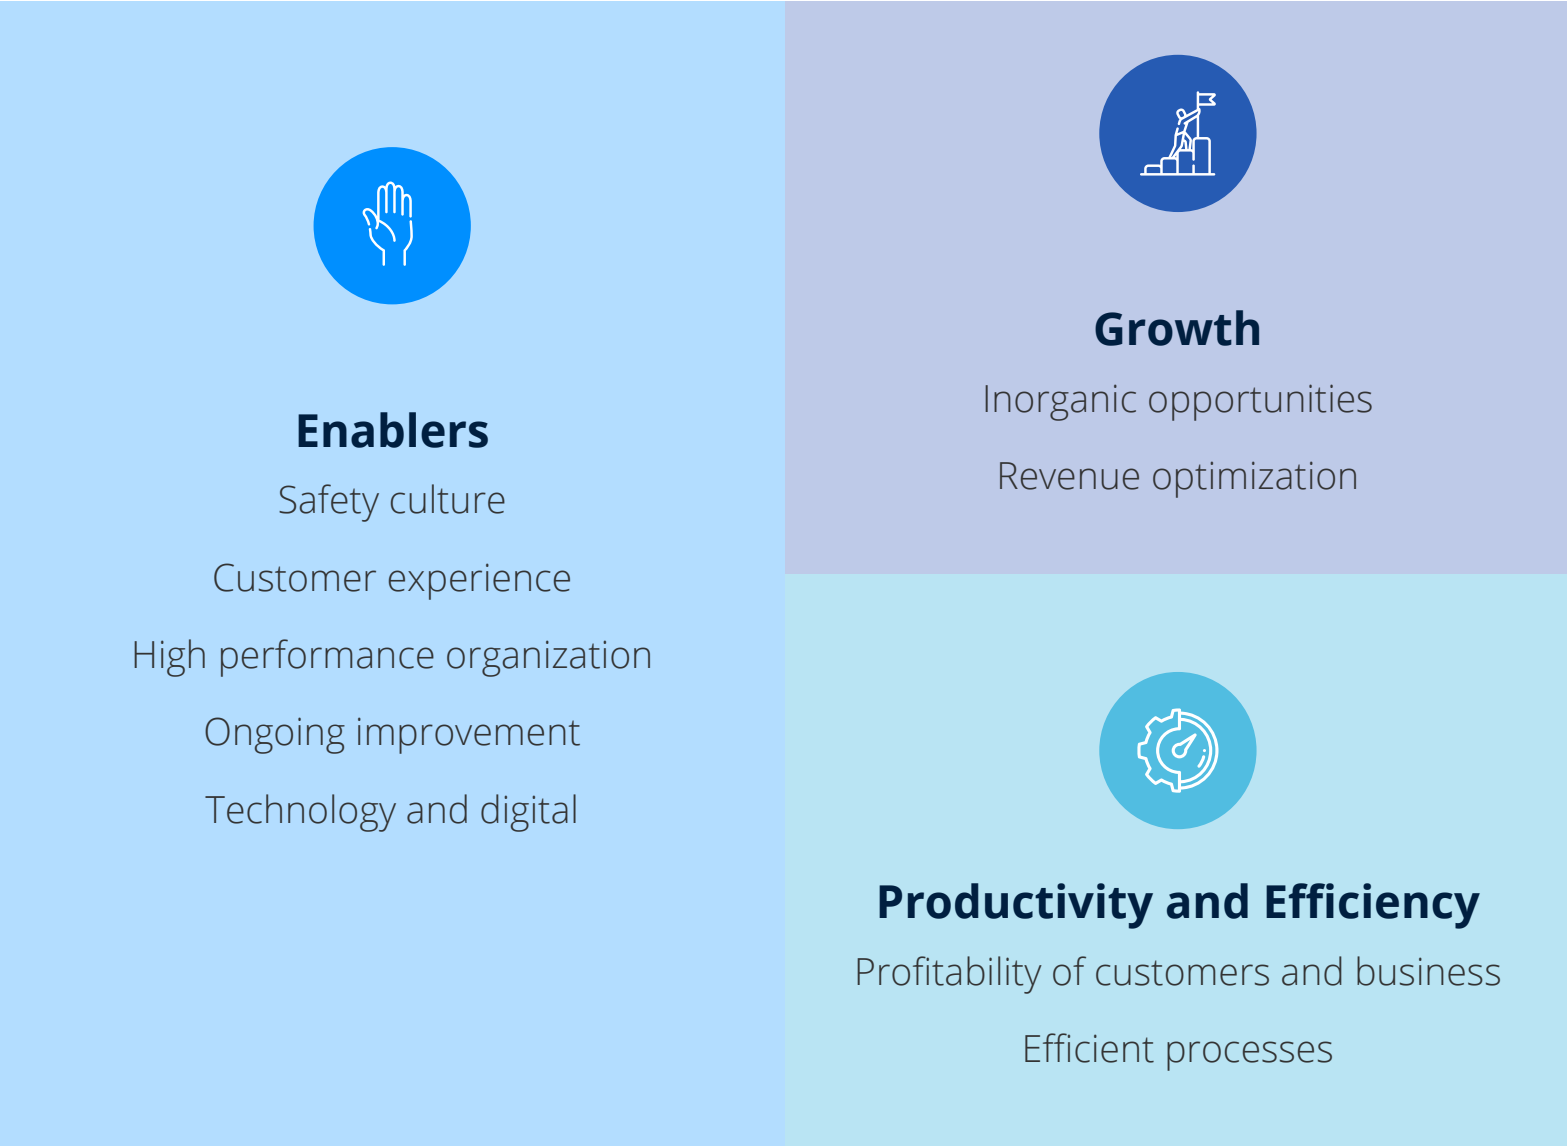 Enablers
Safety culture
Customer experience
High performance organization
Ongoing improvement
Technology and digital
Growth
Inorganic opportunities
Revenue optimization
Productivity and Efficiency
Profitability of customers and business
Efficient processes